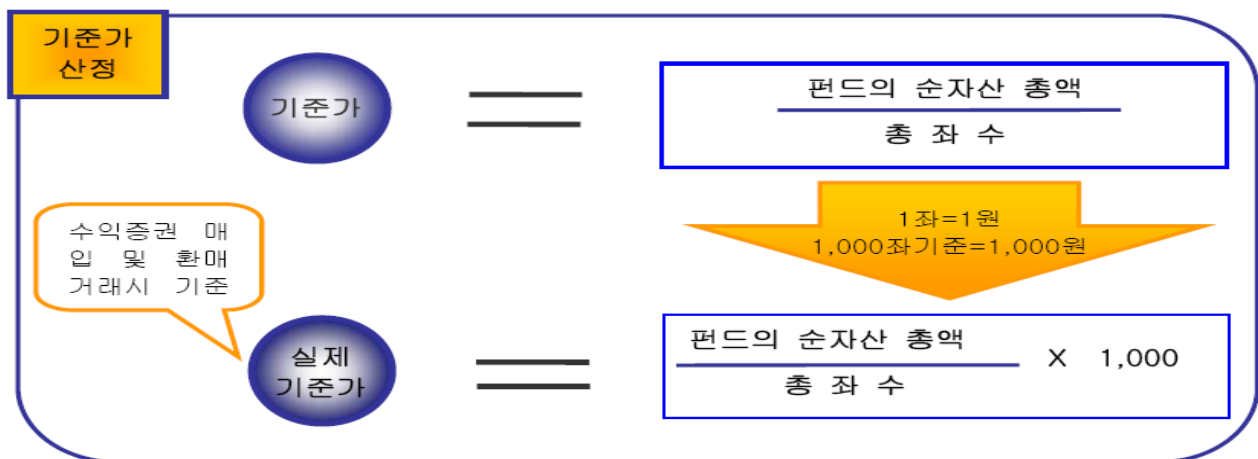 기준가
산정
기준가
펀드의 순자산 총액
총 좌 수
1좌=1원
1,000좌기준=1,000원
수익증권 매
입 및 환매
거래시 기준
실제
기준가
펀드의 순자산 총액
총 좌 수
X 1,000